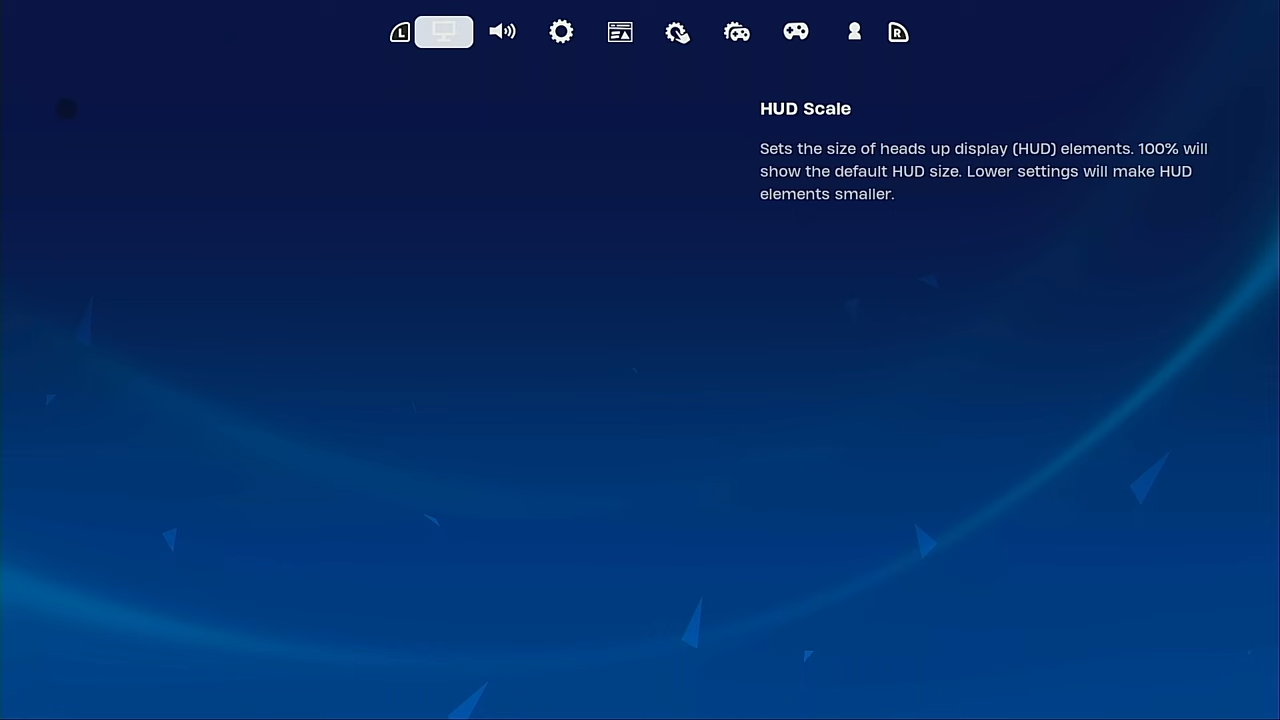 L
R
HUD Scale
Sets the size of heads up display (HUD) elements. 100% will
show the default HUD size. Lower settings will make HUD
elements smaller.